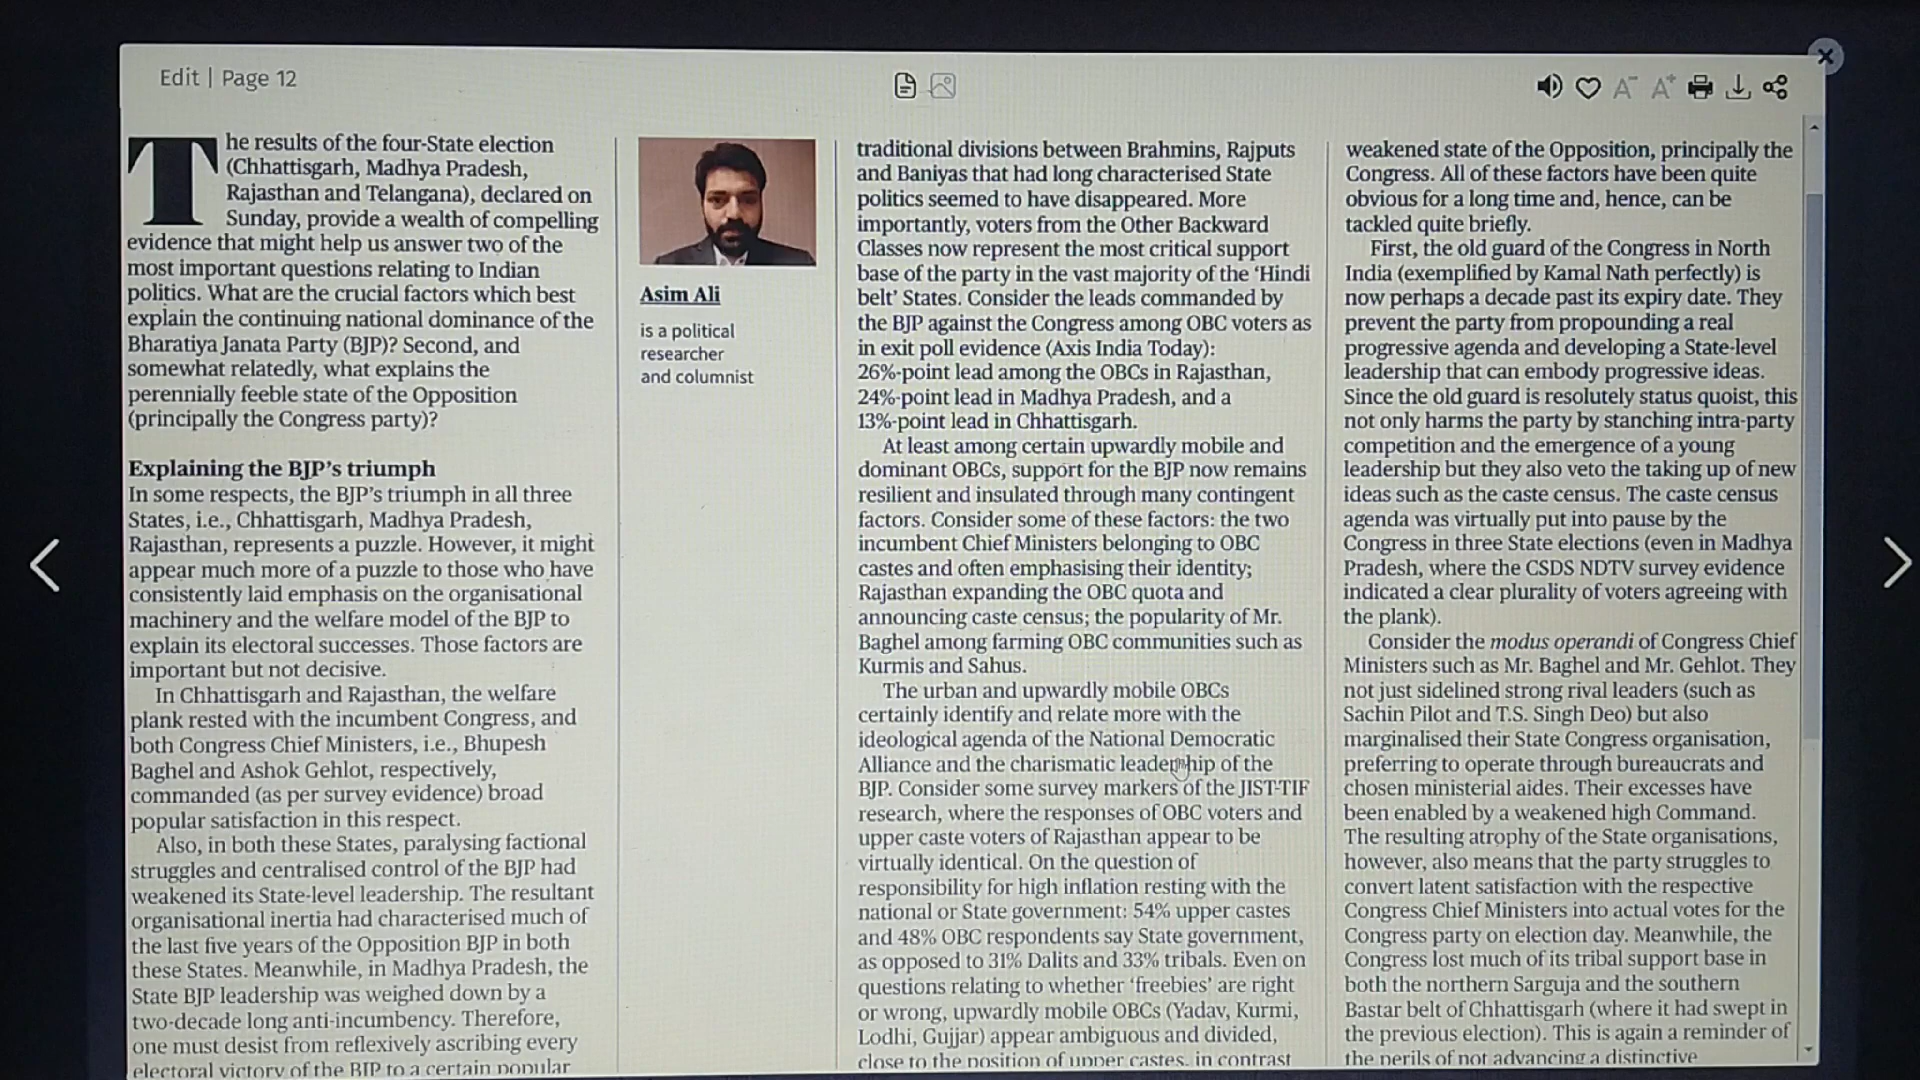 Edit | Page 12
The results of the four-State election
(Chhattisgarh, Madhya Pradesh,
Rajasthan and Telangana), declared on
Sunday, provide a wealth of compelling
evidence that might help us answer two of the
most important questions relating to Indian
politics. What are the crucial factors which best
explain the continuing national dominance of the
Bharatiya Janata Party (BJP)? Second, and
somewhat relatedly, what explains the
perennially feeble state of the Opposition
(principally the Congress party)?
Explaining the BJP's triumph
In some respects, the BJP's triumph in all three
States, i.e., Chhattisgarh, Madhya Pradesh,
Rajasthan, represents a puzzle. However, it might
appear much more of a puzzle to those who have
consistently laid emphasis on the organisational
machinery and the welfare model of the BJP to
explain its electoral successes. Those factors are
important but not decisive.
In Chhattisgarh and Rajasthan, the welfare
plank rested with the incumbent Congress, and
both Congress Chief Ministers, i.e., Bhupesh
Baghel and Ashok Gehlot, respectively,
commanded (as per survey evidence) broad
popular satisfaction in this respect.
Also, in both these States, paralysing factional
struggles and centralised control of the BJP had
weakened its State-level leadership. The resultant
organisational inertia had characterised much of
the last five years of the Opposition BJP in both
these States. Meanwhile, in Madhya Pradesh, the
State BJP leadership was weighed down by a
two-decade long anti-incumbency. Therefore,
one must desist from reflexively ascribing every
electoral victory of the BJP to a certain popular
Asim Ali
is a political
researcher
and columnist
traditional divisions between Brahmins, Rajputs
and Baniyas that had long characterised State
politics seemed to have disappeared. More
importantly, voters from the Other Backward
Classes now represent the most critical support
base of the party in the vast majority of the 'Hindi
belt' States. Consider the leads commanded by
the BJP against the Congress among OBC voters as
in exit poll evidence (Axis India Today):
26%-point lead among the OBCs in Rajasthan,
24%-point lead in Madhya Pradesh, and a
13%-point lead in Chhattisgarh.
At least among certain upwardly mobile and
dominant OBCs, support for the BJP now remains
resilient and insulated through many contingent
factors. Consider some of these factors: the two
incumbent Chief Ministers belonging to OBC
castes and often emphasising their identity;
Rajasthan expanding the OBC quota and
announcing caste census; the popularity of Mr.
Baghel among farming OBC communities such as
Kurmis and Sahus.
The urban and upwardly mobile OBCs
certainly identify and relate more with the
ideological agenda of the National Democratic
Alliance and the charismatic leadership of the
BJP. Consider some survey markers of the JIST-TIF
research, where the responses of OBC voters and
upper caste voters of Rajasthan appear to be
virtually identical. On the question of
responsibility for high inflation resting with the
national or State government: 54% upper castes
and 48% OBC respondents say State government,
as opposed to 31% Dalits and 33% tribals. Even on
questions relating to whether 'freebies' are right
or wrong, upwardly mobile OBCs (Yadav, Kurmi,
Lodhi, Gujjar) appear ambiguous and divided,
close to the position of upper castes, in contrast
weakened state of the Opposition, principally the
Congress. All of these factors have been quite
obvious for a long time and, hence, can be
tackled quite briefly.
First, the old guard of the Congress in North
India (exemplified by Kamal Nath perfectly) is
now perhaps a decade past its expiry date. They
prevent the party from propounding a real
progressive agenda and developing a State-level
leadership that can embody progressive ideas.
Since the old guard is resolutely status quoist, this
not only harms the party by stanching intra-party
competition and the emergence of a young
leadership but they also veto the taking up of new
ideas such as the caste census. The caste census
agenda was virtually put into pause by the
Congress in three State elections (even in Madhya
Pradesh, where the CSDS NDTV survey evidence
indicated a clear plurality of voters agreeing with
the plank).
Consider the modus operandi of Congress Chief
Ministers such as Mr. Baghel and Mr. Gehlot. They
not just sidelined strong rival leaders (such as
Sachin Pilot and T.S. Singh Deo) but also
marginalised their State Congress organisation,
preferring to operate through bureaucrats and
chosen ministerial aides. Their excesses have
been enabled by a weakened high Command.
The resulting atrophy of the State organisations,
however, also means that the party struggles to
convert latent satisfaction with the respective
Congress Chief Ministers into actual votes for the
Congress party on election day. Meanwhile, the
Congress lost much of its tribal support base in
both the northern Sarguja and the southern
Bastar belt of Chhattisgarh (where it had swept in
the previous election). This is again a reminder of
the perils of not advancing a distinctive